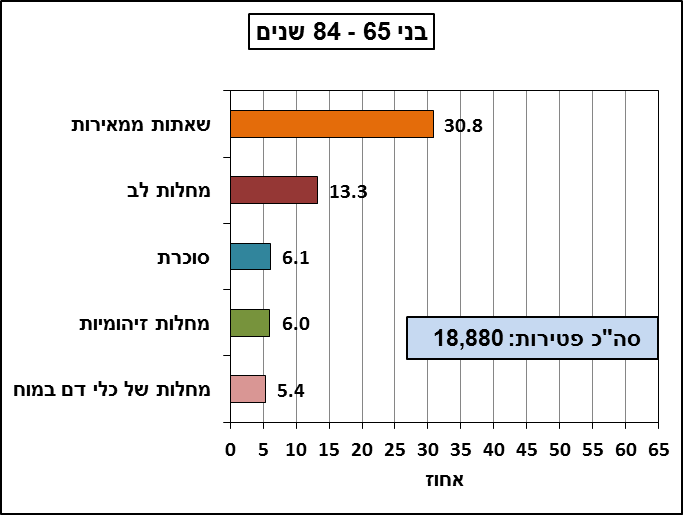 בני 65 - 84 שנים
שאתות ממאירות 30.8
מחלות לב 13.3
סוכרת 6.1
מחלות זיהומיות 6.0
סה"כ פטירות: 18,880
מחלות של כלי דם במוח 5.4
0 5 10 15 20 25 30 35 40 45 50 55 60 65
אחוז